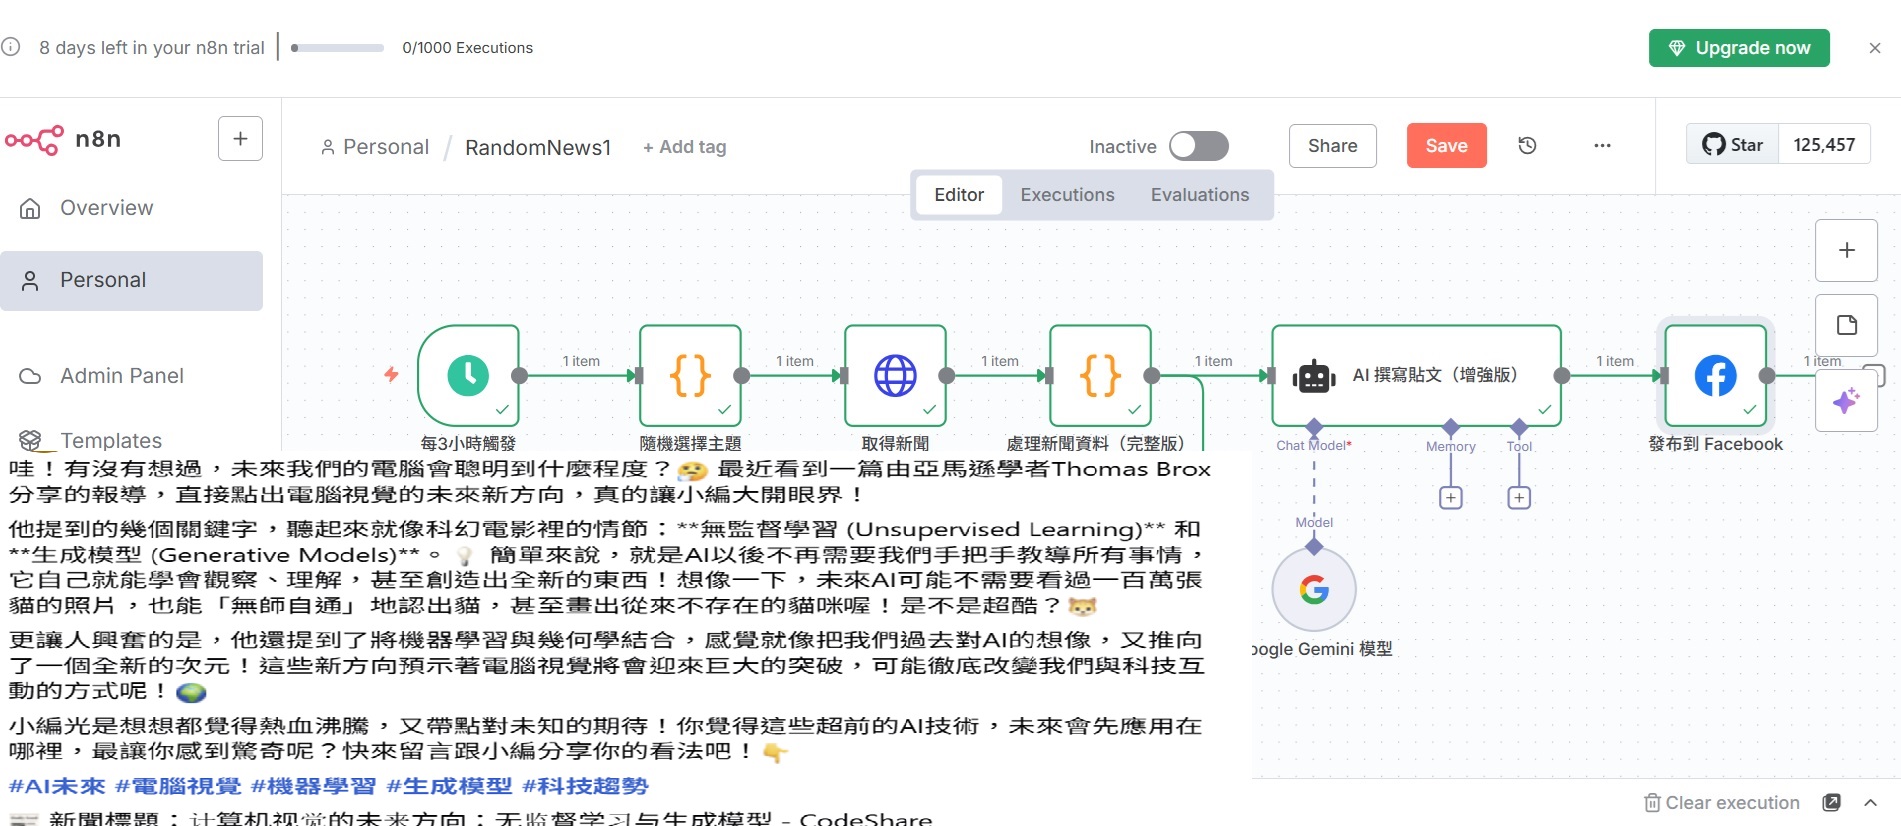 8 days left in your n8n trial
0/1000 Executions
Upgrade now
n8n
Personal / RandomNews1 + Add tag
Inactive
Share
Save
Star 125,457
Editor Executions Evaluations
Overview
Personal
Admin Panel
Templates
1 item
1 item
1 item
1 item
1 item
1 item
每3小時觸發
隨機選擇主題
取得新聞
處理新聞資料（完整版）
AI 撰寫貼文（增強版）
發布到 Facebook
Chat Model*
Memory
Tool
Model
oogle Gemini 模型
哇！有沒有想過，未來我們的電腦會聰明到什麼程度？🤔 最近看到一篇由亞馬遜學者Thomas Brox
分享的報導，直接點出電腦視覺的未來新方向，真的讓小編大開眼界！
他提到的幾個關鍵字，聽起來就像科幻電影裡的情節：**無監督學習 (Unsupervised Learning)** 和
**生成模型 (Generative Models)**。💡 簡單來說，就是AI以後不再需要我們手把手教導所有事情，
它自己就能學會觀察、理解，甚至創造出全新的東西！想像一下，未來AI可能不需要看過一百萬張
貓的照片，也能「無師自通」地認出貓，甚至畫出從來不存在的貓咪喔！是不是超酷？🐱
更讓人興奮的是，他還提到了將機器學習與幾何學結合，感覺就像把我們過去對AI的想像，又推向
了一個全新的次元！這些新方向預示著電腦視覺將會迎來巨大的突破，可能徹底改變我們與科技互
動的方式呢！🌍
小編光是想想都覺得熱血沸騰，又帶點對未知的期待！你覺得這些超前的AI技術，未來會先應用在
哪裡，最讓你感到驚奇呢？快來留言跟小編分享你的看法吧！👇
#AI未來 #電腦視覺 #機器學習 #生成模型 #科技趨勢
📰 新聞標題：计算机视觉的未来方向：无监督学习与生成模型 - CodeShare
Clear execution